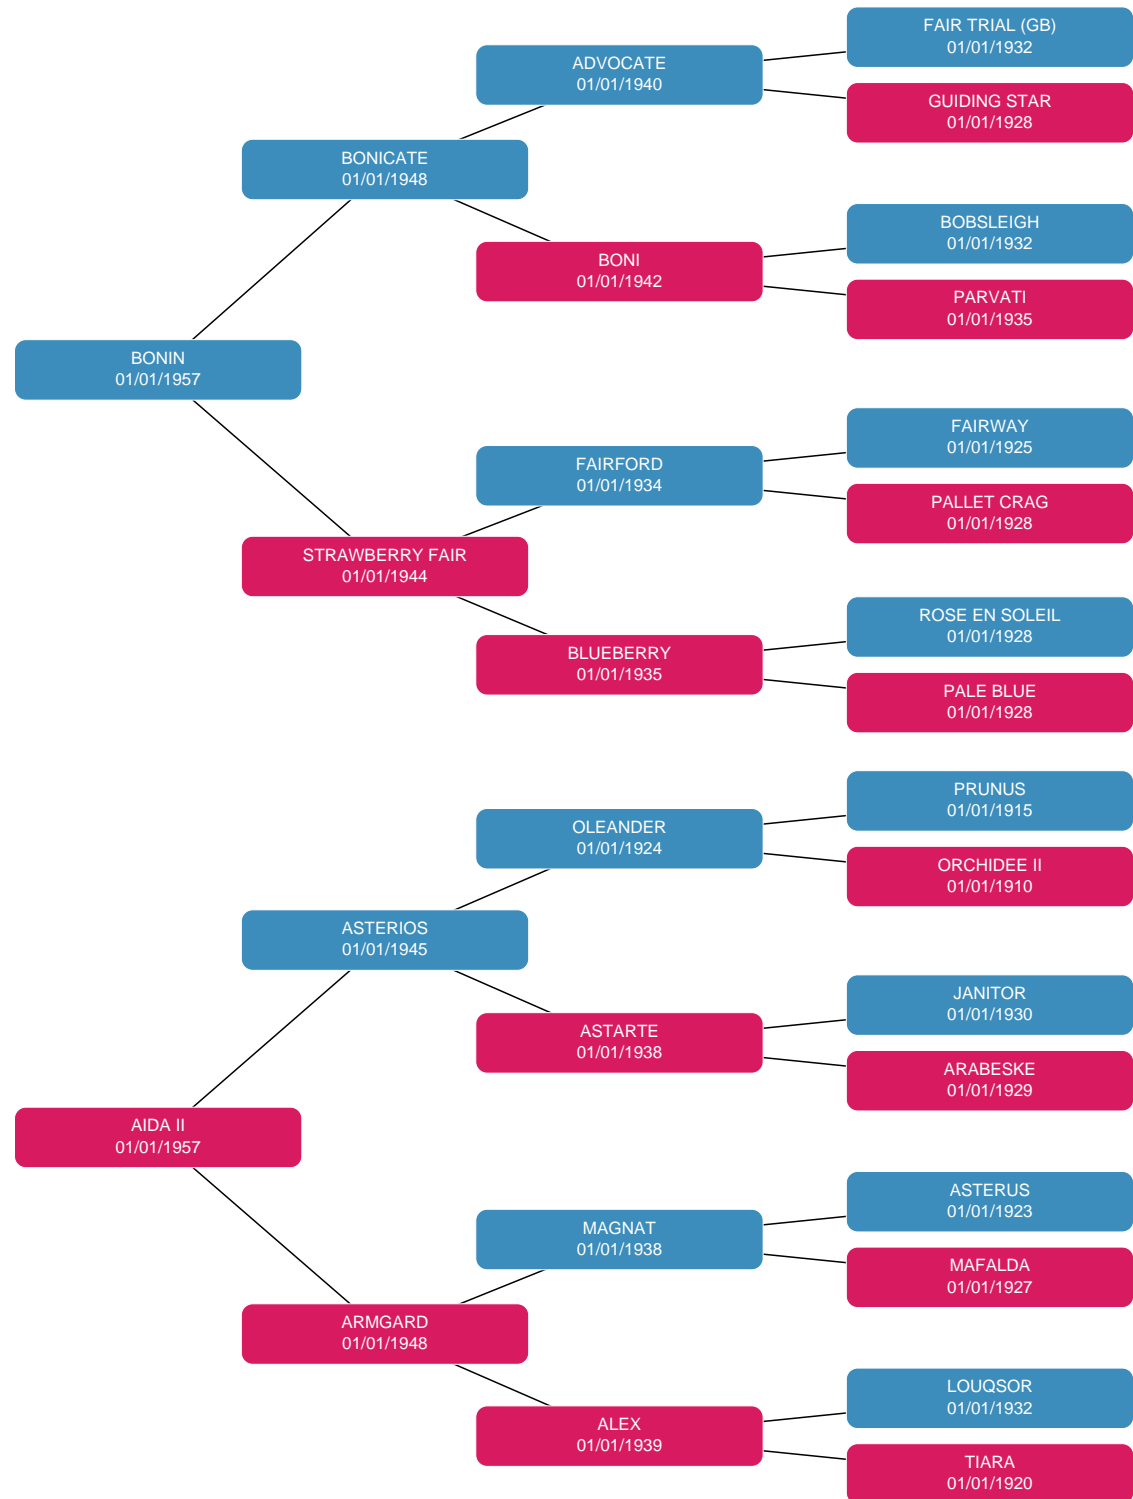 FAIR TRIAL (GB)
01/01/1932
ADVOCATE
01/01/1940
GUIDING STAR
01/01/1928
BONICATE
01/01/1948
BOBSLEIGH
01/01/1932
BONI
01/01/1942
PARVATI
01/01/1935
BONIN
01/01/1957
FAIRWAY
01/01/1925
FAIRFORD
01/01/1934
PALLET CRAG
01/01/1928
STRAWBERRY FAIR
01/01/1944
ROSE EN SOLEIL
01/01/1928
BLUEBERRY
01/01/1935
PALE BLUE
01/01/1928
PRUNUS
01/01/1915
OLEANDER
01/01/1924
ORCHIDEE II
01/01/1910
ASTERIOS
01/01/1945
JANITOR
01/01/1930
ASTARTE
01/01/1938
ARABESKE
01/01/1929
AIDA II
01/01/1957
ASTERUS
01/01/1923
MAGNAT
01/01/1938
MAFALDA
01/01/1927
ARMGARD
01/01/1948
LOUQSOR
01/01/1932
ALEX
01/01/1939
TIARA
01/01/1920